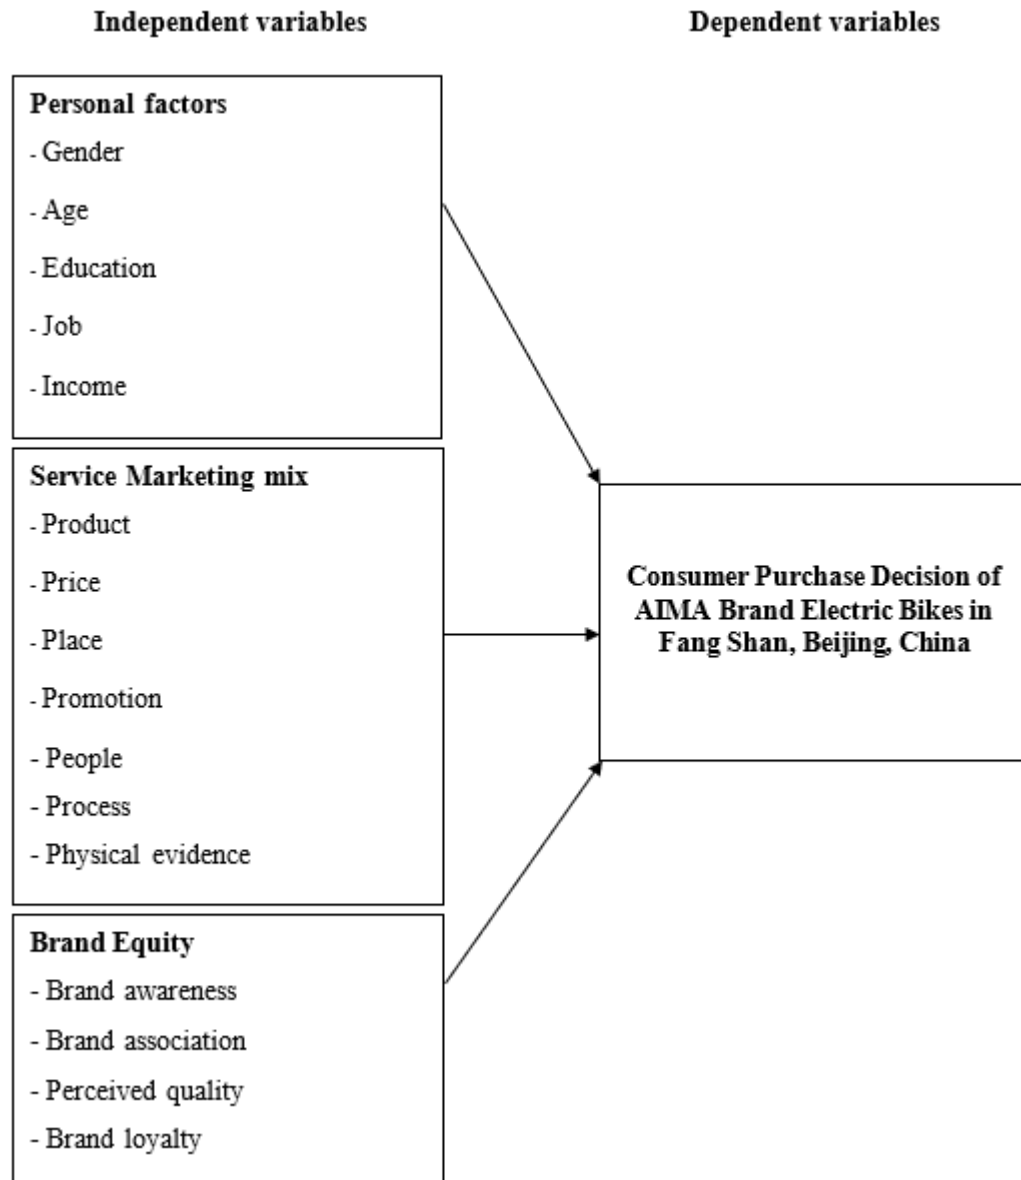 Independent variables
Dependent variables
Personal factors
- Gender
- Age
- Education
- Job
- Income
Service Marketing mix
- Product
- Price
- Place
- Promotion
- People
- Process
- Physical evidence
Brand Equity
- Brand awareness
- Brand association
- Perceived quality
- Brand loyalty
Consumer Purchase Decision of
AIMA Brand Electric Bikes in
Fang Shan, Beijing, China